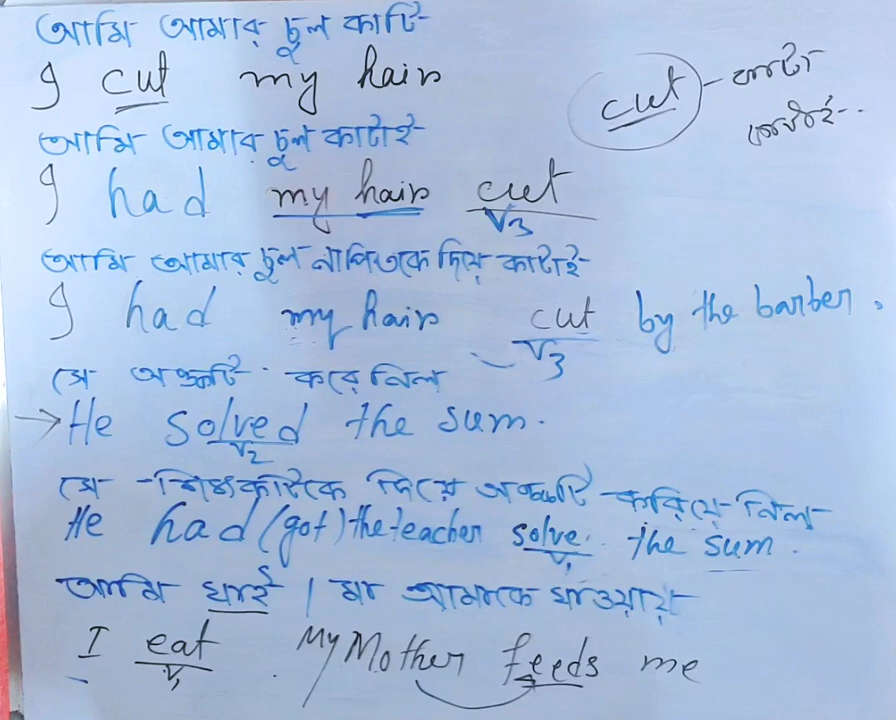 আমি আমার চুল কাটি
I cut my hair
cut - কাটা
আমি আমার চুল কাটাই
I had my hair cut
V3
আমি আমার চুল নাপিতকে দিয়ে কাটাই
I had my hair cut by the barber.
V3
সে অঙ্কটি করে নিল
→ He solved the sum.
V2
সে শিক্ষকটিকে দিয়ে অঙ্কটি করিয়ে নিল
He had (got) the teacher solve the sum.
V1
আমি খাই। মা আমাকে খাওয়ায়
I eat. My Mother feeds me
V1